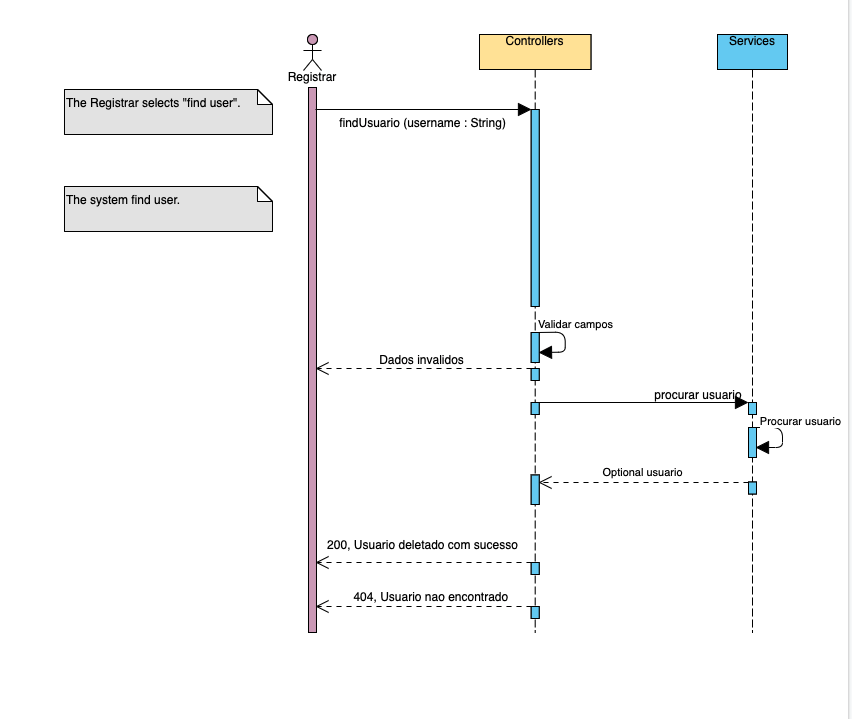 Controllers
Services
Registrar
The Registrar selects "find user".
findUsuario (username : String)
The system find user.
Validar campos
Dados invalidos
procurar usuario
Procurar usuario
Optional usuario
200, Usuario deletado com sucesso
404, Usuario nao encontrado